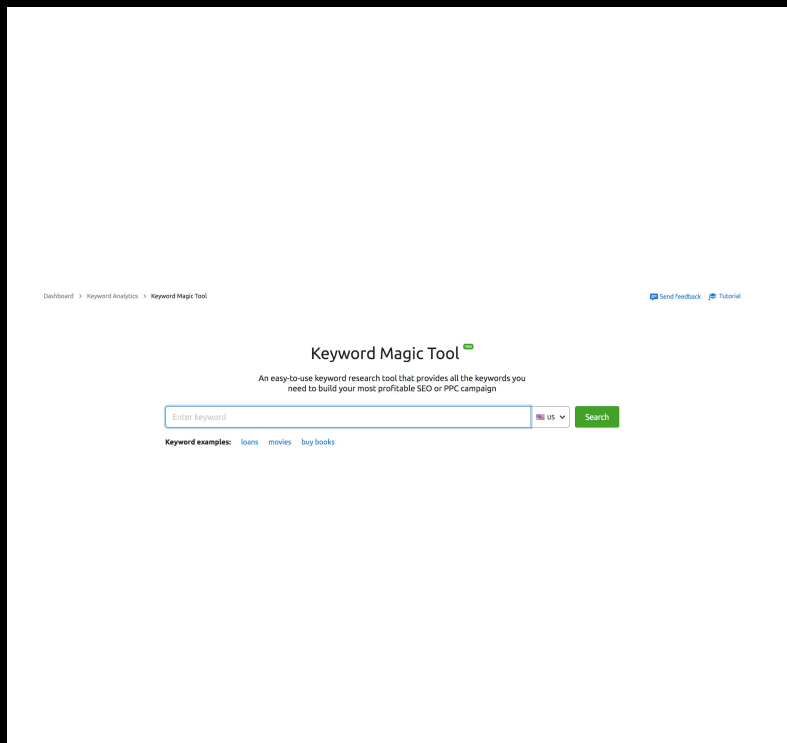 Dashboard > Keyword Analytics > Keyword Magic Tool
Send feedback Tutorial
Keyword Magic Tool
An easy-to-use keyword research tool that provides all the keywords you
need to build your most profitable SEO or PPC campaign
Enter keyword US Search
Keyword examples: loans movies buy books